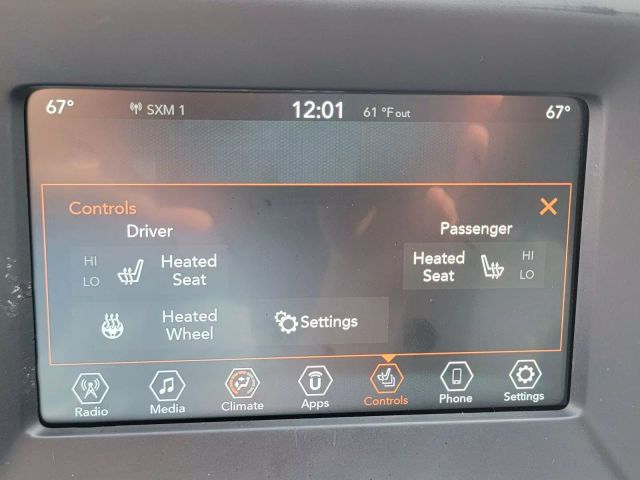 67° SXM 1 12:01 61 °F out 67°
Controls
Driver Passenger
HI Heated Seat LO
Heated Seat HI LO
Heated Wheel
Settings
Radio Media Climate Apps Controls Phone Settings